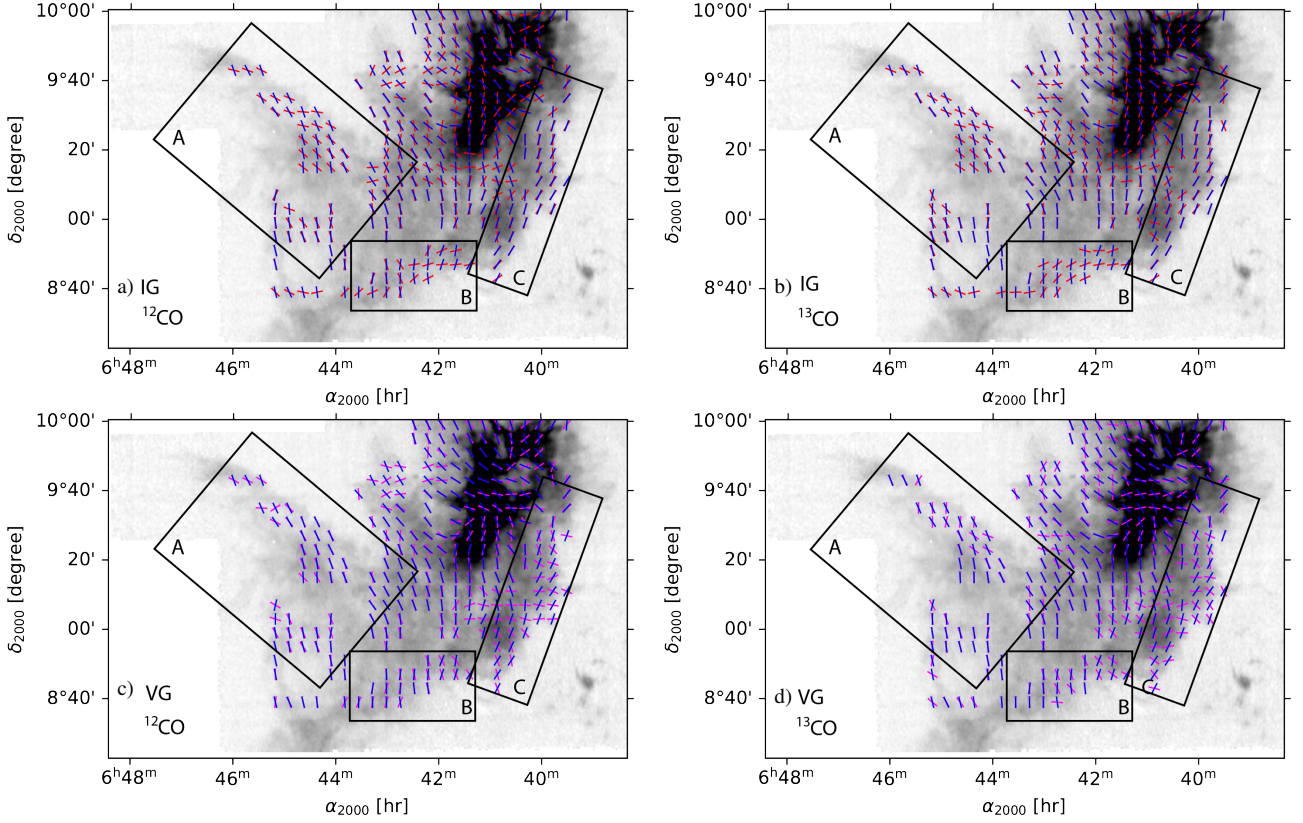 10°00'
9°40'
20'
00'
8°40'
δ2000 [degree]
A
B
C
a) IG
12CO
6h48m 46m 44m 42m 40m
α2000 [hr]
10°00'
9°40'
20'
00'
8°40'
δ2000 [degree]
A
B
C
b) IG
13CO
6h48m 46m 44m 42m 40m
α2000 [hr]
10°00'
9°40'
20'
00'
8°40'
δ2000 [degree]
A
B
C
c) VG
12CO
6h48m 46m 44m 42m 40m
α2000 [hr]
10°00'
9°40'
20'
00'
8°40'
δ2000 [degree]
A
B
C
d) VG
13CO
6h48m 46m 44m 42m 40m
α2000 [hr]